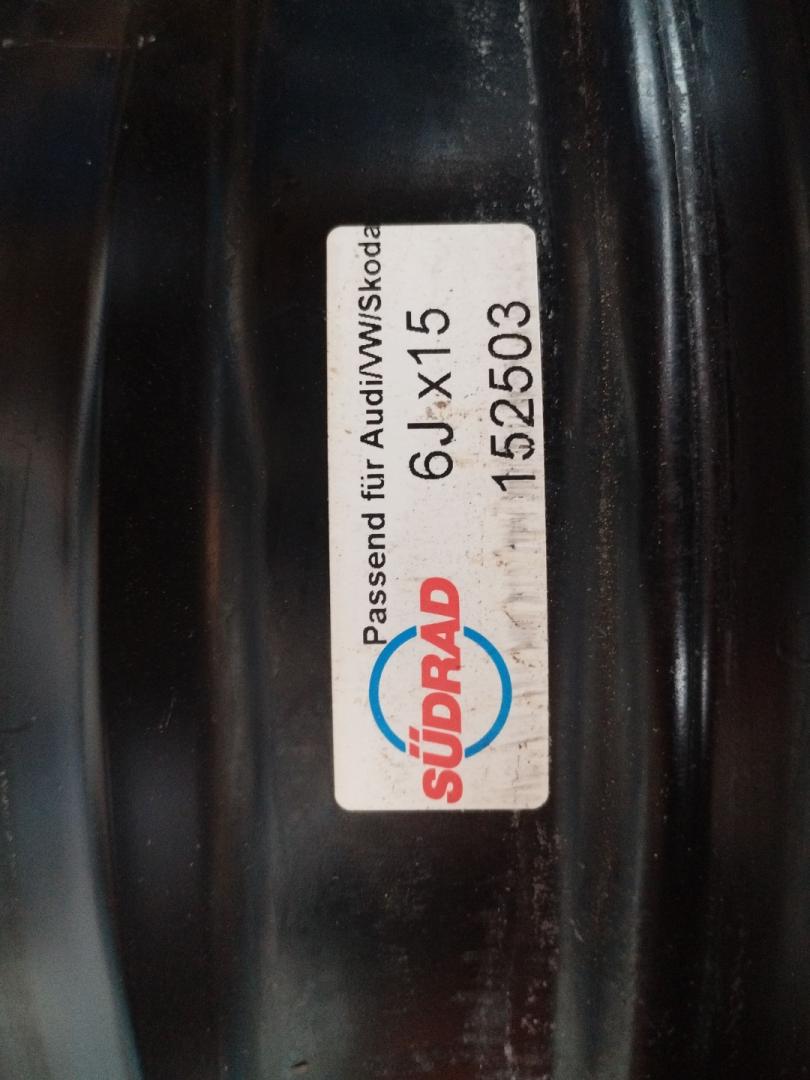 Passend für Audi/VW/Skoda
6J x15
152503
SÜDRAD